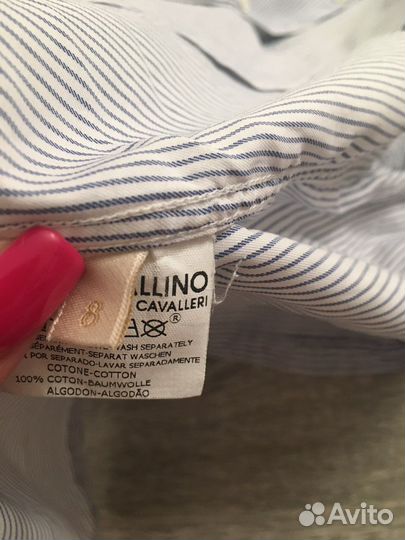 ALLINO
CAVALLERI
8
®
WASH SEPARATELY
SÉPARÉMENT-SEPARAT WASCHEN
POR SEPARADO-LAVAR SEPARADAMENTE
COTONE-COTTON
100% COTON-BAUMWOLLE
ALGODON-ALGODÃO
Avito